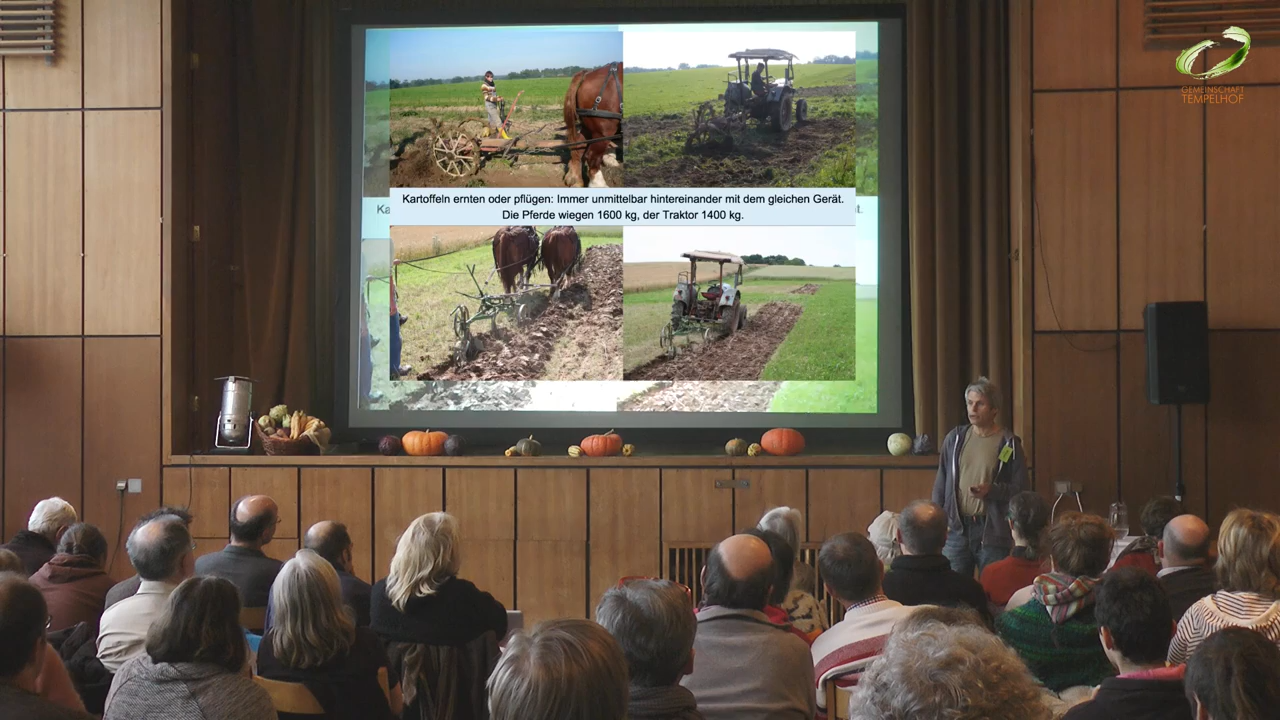 GEMEINSCHAFT
TEMPELHOF
Kartoffeln ernten oder pflügen: Immer unmittelbar hintereinander mit dem gleichen Gerät.
Die Pferde wiegen 1600 kg, der Traktor 1400 kg.
Ka
t.